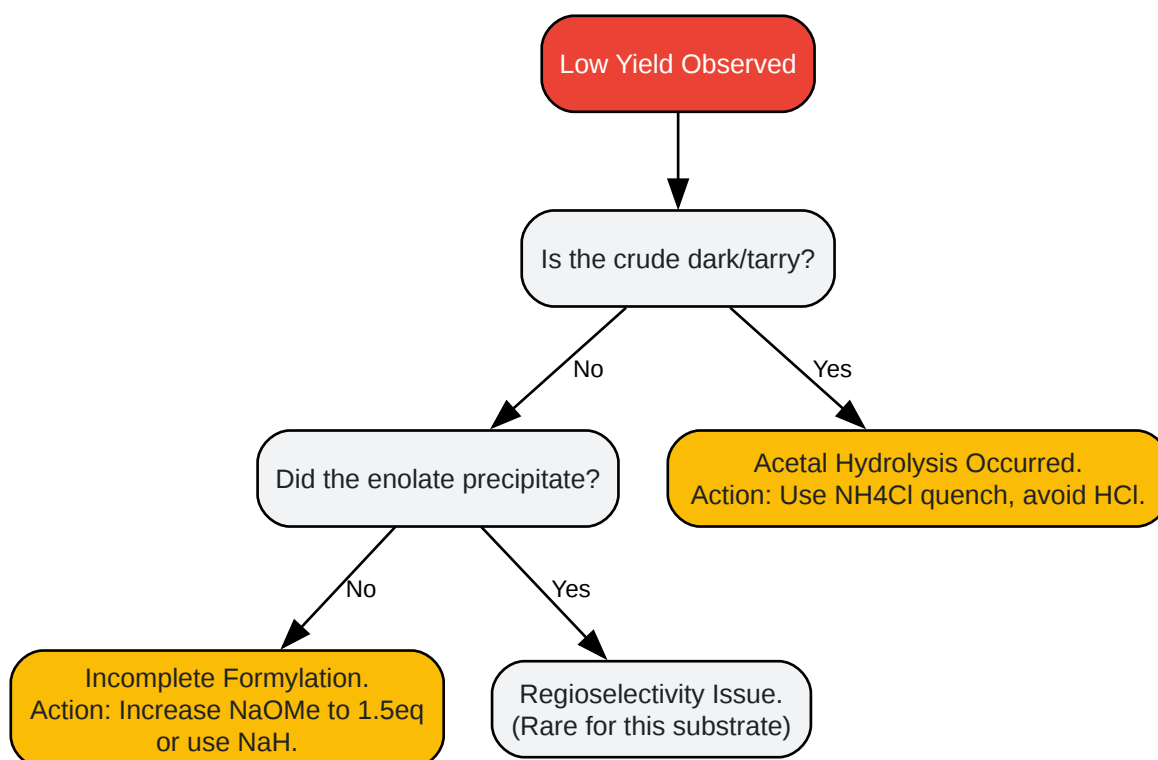 Low Yield Observed
Is the crude dark/tarry?
No
Yes
Did the enolate precipitate?
Acetal Hydrolysis Occurred.
Action: Use NH4Cl quench, avoid HCl.
No
Yes
Incomplete Formylation.
Action: Increase NaOMe to 1.5eq
or use NaH.
Regioselectivity Issue.
(Rare for this substrate)